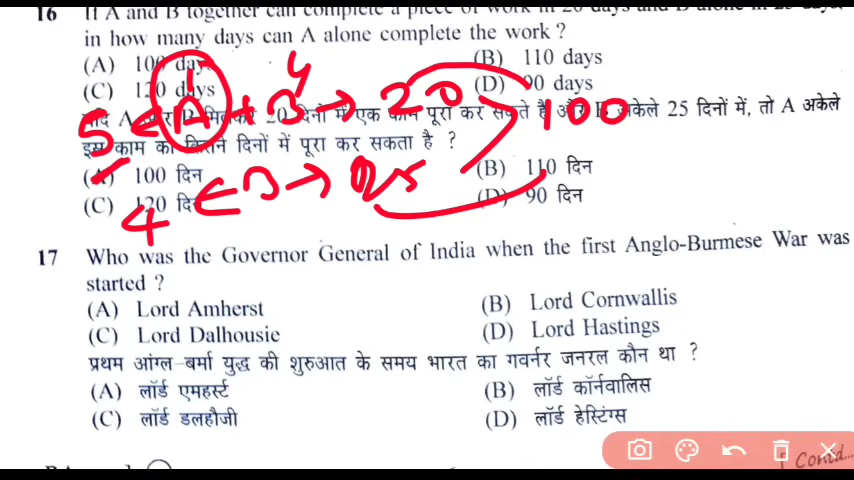 16 If A and B together can complete a piece of work in 20 days and B alone in 25 days,
in how many days can A alone complete the work ?
(A) 100 days
(B) 110 days
(C) 120 days
(D) 90 days
यदि A और B मिलकर 20 दिनों में एक काम पूरा कर सकते हैं और B अकेले 25 दिनों में, तो A अकेले
इस काम को कितने दिनों में पूरा कर सकता है ?
(A) 100 दिन
(B) 110 दिन
(C) 120 दिन
(D) 90 दिन
1 4
A + B → 20
5 ←
100
4 ← B → 25
17 Who was the Governor General of India when the first Anglo-Burmese War was
started ?
(A) Lord Amherst
(B) Lord Cornwallis
(C) Lord Dalhousie
(D) Lord Hastings
प्रथम आंग्ल-बर्मा युद्ध की शुरुआत के समय भारत का गवर्नर जनरल कौन था ?
(A) लॉर्ड एमहर्स्ट
(B) लॉर्ड कॉर्नवालिस
(C) लॉर्ड डलहौजी
(D) लॉर्ड हेस्टिंग्स
[ Contd...